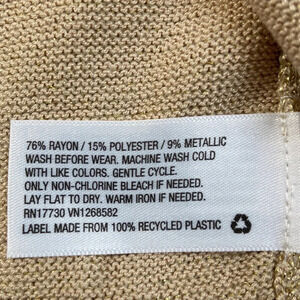 76% RAYON / 15% POLYESTER / 9% METALLIC
WASH BEFORE WEAR. MACHINE WASH COLD
WITH LIKE COLORS. GENTLE CYCLE.
ONLY NON-CHLORINE BLEACH IF NEEDED.
LAY FLAT TO DRY. WARM IRON IF NEEDED.
RN17730 VN1268582
LABEL MADE FROM 100% RECYCLED PLASTIC